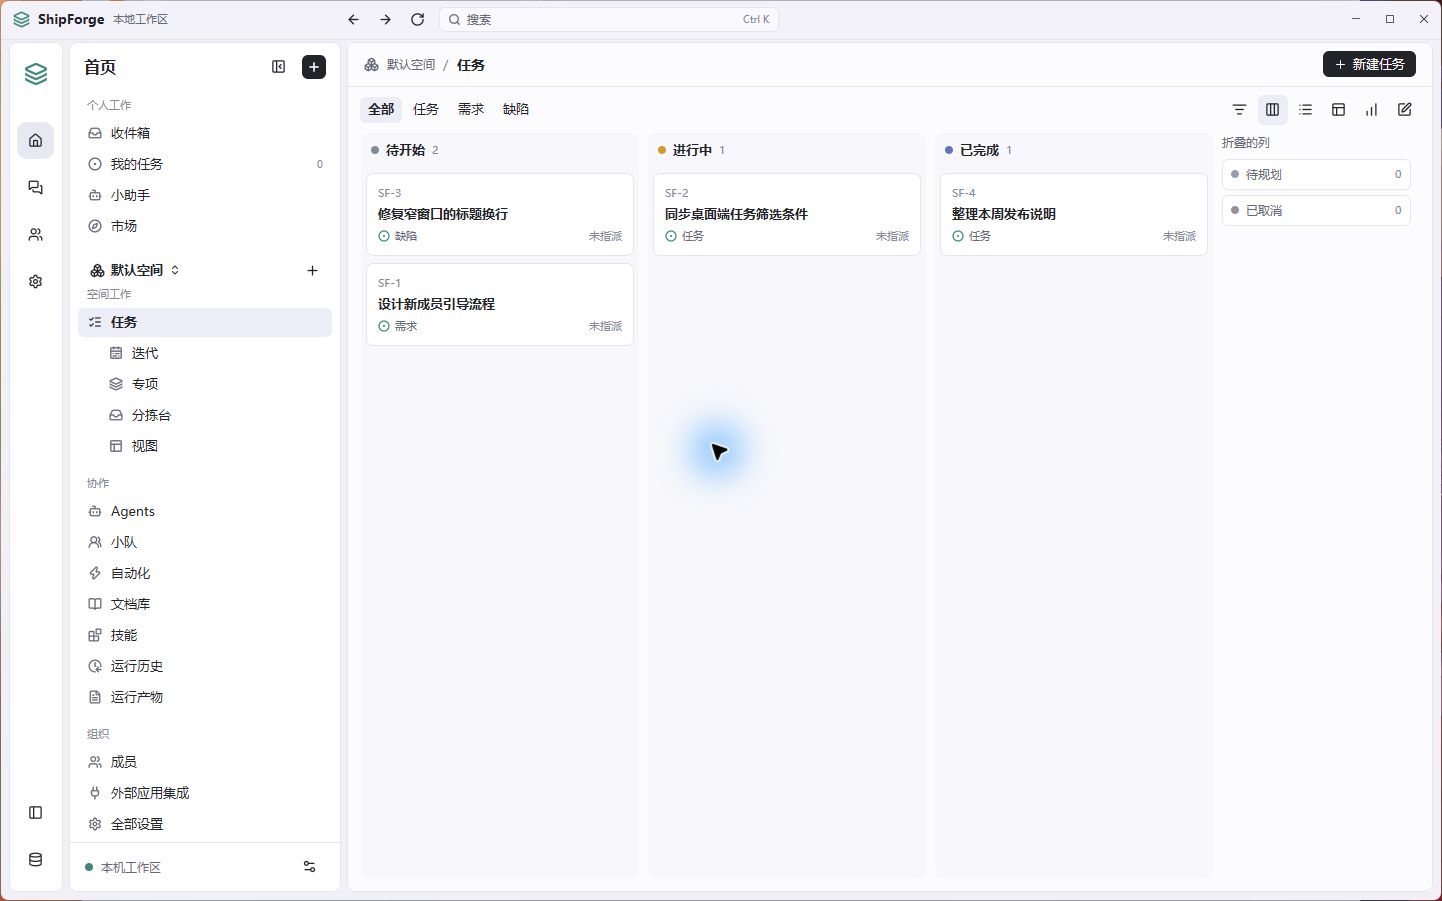 ShipForge 本地工作区
搜索 Ctrl K
首页
个人工作
收件箱
我的任务 0
小助手
市场
默认空间
空间工作
任务
迭代
专项
分拣台
视图
协作
Agents
小队
自动化
文档库
技能
运行历史
运行产物
组织
成员
外部应用集成
全部设置
本机工作区
默认空间 / 任务
新建任务
全部 任务 需求 缺陷
待开始 2
SF-3
修复窄窗口的标题换行
缺陷 未指派
SF-1
设计新成员引导流程
需求 未指派
进行中 1
SF-2
同步桌面端任务筛选条件
任务 未指派
已完成 1
SF-4
整理本周发布说明
任务 未指派
折叠的列
待规划 0
已取消 0